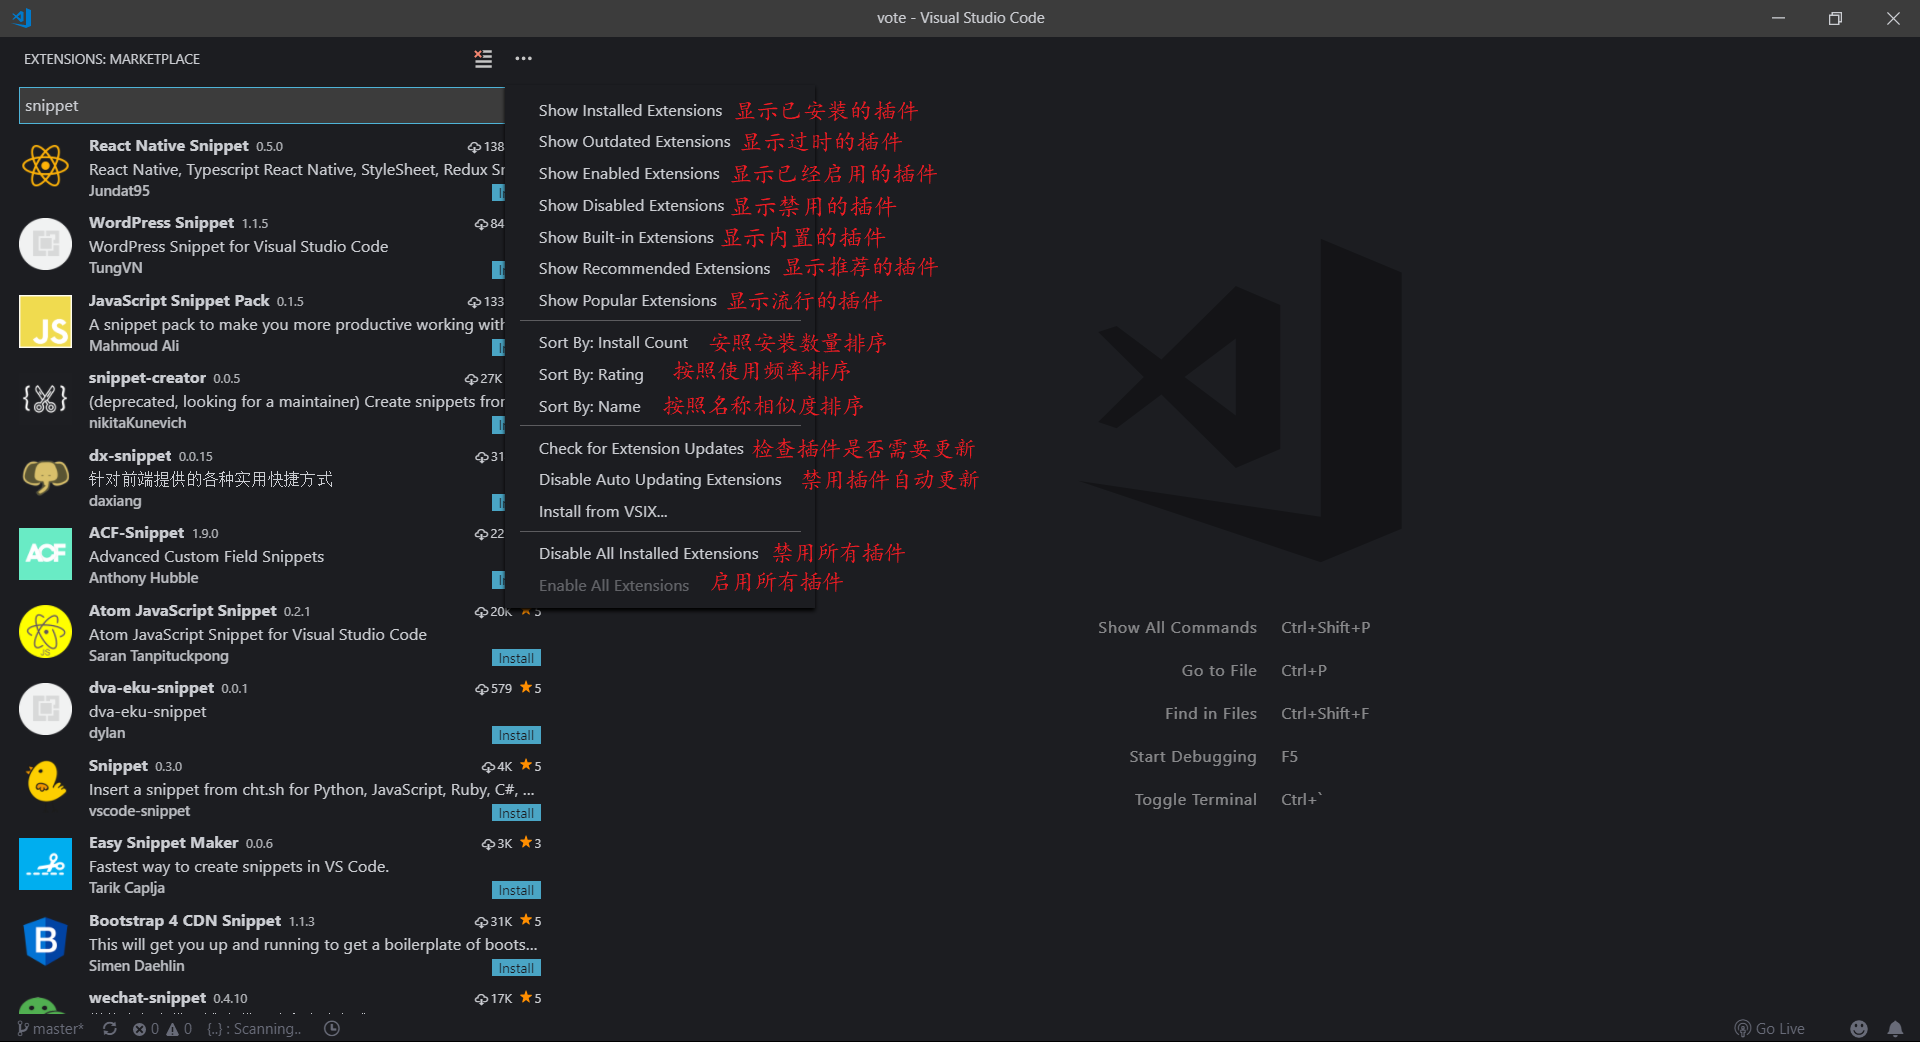 vote - Visual Studio Code
EXTENSIONS: MARKETPLACE
snippet
React Native Snippet 0.5.0 138
React Native, Typescript React Native, StyleSheet, Redux Sn
Jundat95
WordPress Snippet 1.1.5 84
WordPress Snippet for Visual Studio Code
TungVN
JavaScript Snippet Pack 0.1.5 133
A snippet pack to make you more productive working with
Mahmoud Ali
JS
snippet-creator 0.0.5 27K
(deprecated, looking for a maintainer) Create snippets from
nikitaKunevich
dx-snippet 0.0.15 31
针对前端提供的各种实用快捷方式
daxiang
ACF-Snippet 1.9.0 22
Advanced Custom Field Snippets
Anthony Hubble
ACF
Atom JavaScript Snippet 0.2.1 20K 5
Atom JavaScript Snippet for Visual Studio Code
Saran Tanpituckpong
JS
Install
dva-eku-snippet 0.0.1 579 5
dva-eku-snippet
dylan
Install
Snippet 0.3.0 4K 5
Insert a snippet from cht.sh for Python, JavaScript, Ruby, C#, ...
vscode-snippet
Install
Easy Snippet Maker 0.0.6 3K 3
Fastest way to create snippets in VS Code.
Tarik Caplja
Install
Bootstrap 4 CDN Snippet 1.1.3 31K 5
This will get you up and running to get a boilerplate of boots...
Simen Daehlin
B
Install
wechat-snippet 0.4.10 17K 5
Show Installed Extensions 显示已安装的插件
Show Outdated Extensions 显示过时的插件
Show Enabled Extensions 显示已经启用的插件
Show Disabled Extensions 显示禁用的插件
Show Built-in Extensions 显示内置的插件
Show Recommended Extensions 显示推荐的插件
Show Popular Extensions 显示流行的插件
Sort By: Install Count 安照安装数量排序
Sort By: Rating 按照使用频率排序
Sort By: Name 按照名称相似度排序
Check for Extension Updates 检查插件是否需要更新
Disable Auto Updating Extensions 禁用插件自动更新
Install from VSIX...
Disable All Installed Extensions 禁用所有插件
Enable All Extensions 启用所有插件
Show All Commands Ctrl+Shift+P
Go to File Ctrl+P
Find in Files Ctrl+Shift+F
Start Debugging F5
Toggle Terminal Ctrl+`
master* 0 0 {..} : Scanning.. Go Live